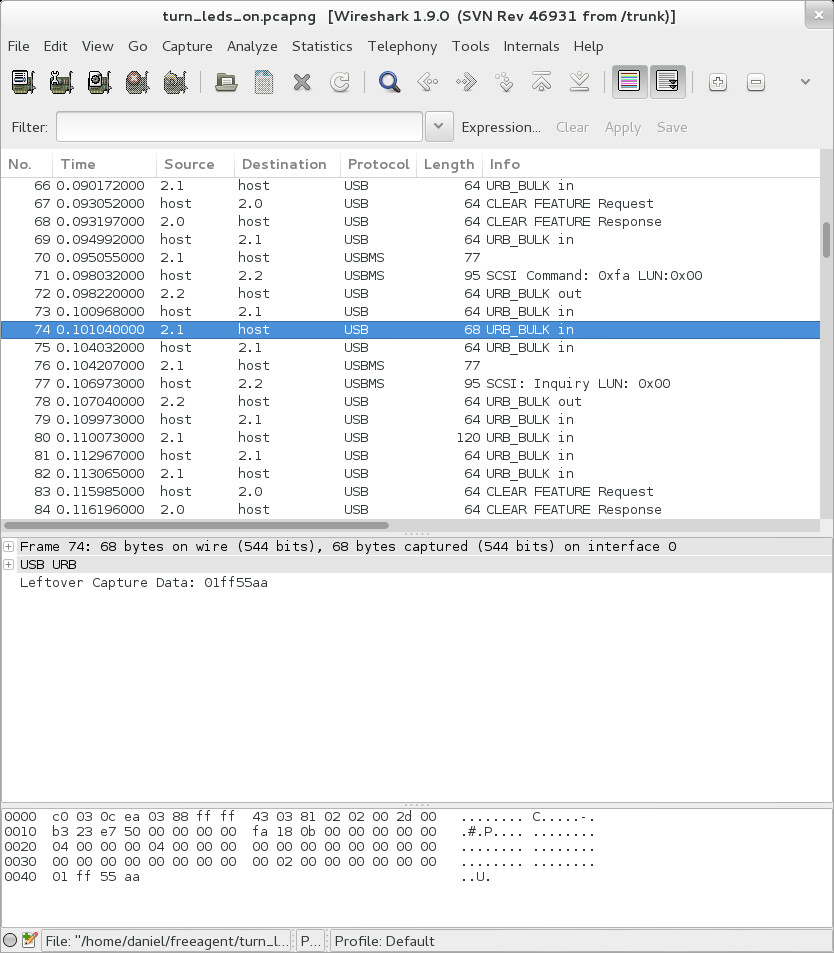 turn_leds_on.pcapng   [Wireshark 1.9.0 (SVN Rev 46931 from /trunk)]
File Edit View Go Capture Analyze Statistics Telephony Tools Internals Help
Filter: Expression... Clear Apply Save
No. Time Source Destination Protocol Length Info
66 0.090172000 2.1 host USB 64 URB_BULK in
67 0.093052000 host 2.0 USB 64 CLEAR FEATURE Request
68 0.093197000 2.0 host USB 64 CLEAR FEATURE Response
69 0.094992000 host 2.1 USB 64 URB_BULK in
70 0.095055000 2.1 host USBMS 77
71 0.098032000 host 2.2 USBMS 95 SCSI Command: 0xfa LUN:0x00
72 0.098220000 2.2 host USB 64 URB_BULK out
73 0.100968000 host 2.1 USB 64 URB_BULK in
74 0.101040000 2.1 host USB 68 URB_BULK in
75 0.104032000 host 2.1 USB 64 URB_BULK in
76 0.104207000 2.1 host USBMS 77
77 0.106973000 host 2.2 USBMS 95 SCSI: Inquiry LUN: 0x00
78 0.107040000 2.2 host USB 64 URB_BULK out
79 0.109973000 host 2.1 USB 64 URB_BULK in
80 0.110073000 2.1 host USB 120 URB_BULK in
81 0.112967000 host 2.1 USB 64 URB_BULK in
82 0.113065000 2.1 host USB 64 URB_BULK in
83 0.115985000 host 2.0 USB 64 CLEAR FEATURE Request
84 0.116196000 2.0 host USB 64 CLEAR FEATURE Response
Frame 74: 68 bytes on wire (544 bits), 68 bytes captured (544 bits) on interface 0
USB URB
Leftover Capture Data: 01ff55aa
0000  c0 03 0c ea 03 88 ff ff  43 03 81 02 02 00 2d 00   ........ C.....-.
0010  b3 23 e7 50 00 00 00 00  fa 18 0b 00 00 00 00 00   .#.P.... ........
0020  04 00 00 00 04 00 00 00  00 00 00 00 00 00 00 00   ........ ........
0030  00 00 00 00 00 00 00 00  00 02 00 00 00 00 00 00   ........ ........
0040  01 ff 55 aa   ..U.
File: "/home/daniel/freeagent/turn_l... P... Profile: Default